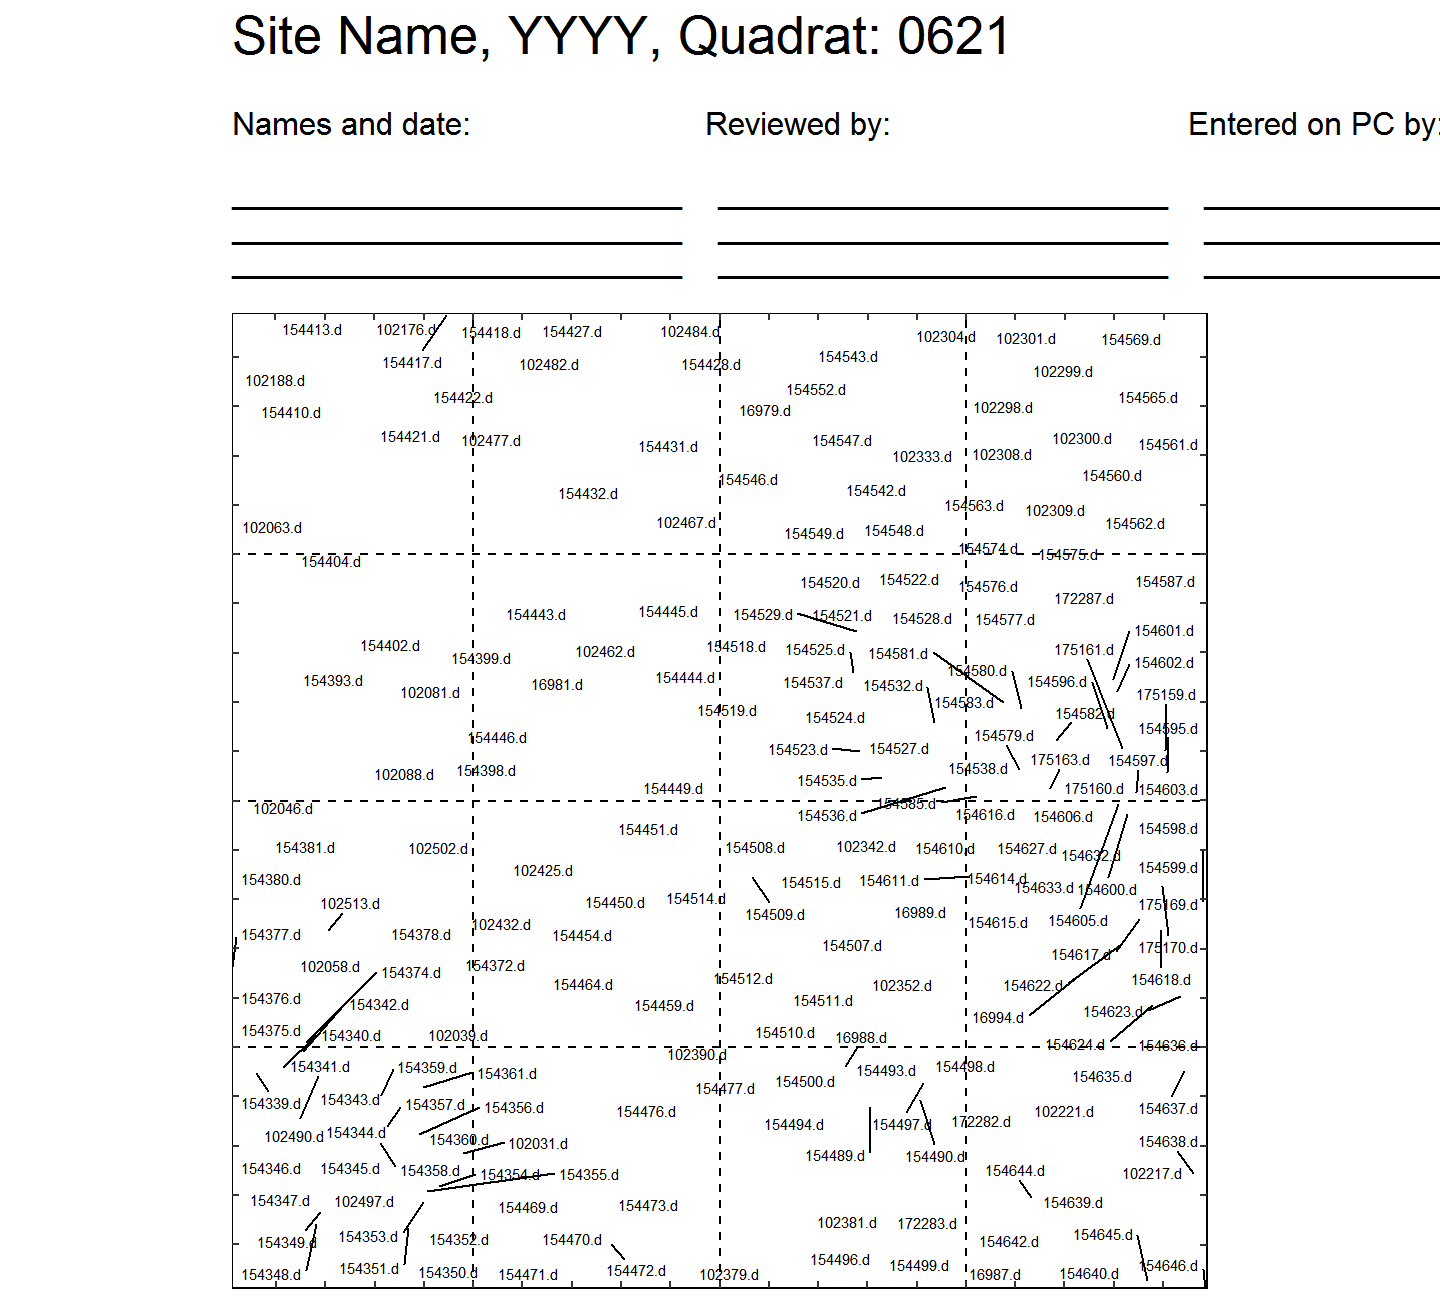 Site Name, YYYY, Quadrat: 0621
Names and date: Reviewed by: Entered on PC by:
154413.d 102176.d 154418.d 154427.d 102484.d
102304.d 102301.d 154569.d
154417.d 102482.d 154428.d 154543.d
102188.d 102299.d
154422.d 154552.d 154565.d
154410.d 16979.d 102298.d
154421.d 102477.d 154431.d 154547.d 102300.d 154561.d
102333.d 102308.d
154546.d 154560.d
154432.d 154542.d
154563.d 102309.d
102063.d 102467.d 154549.d 154548.d 154562.d
154404.d 154574.d 154575.d
154520.d 154522.d 154576.d 154587.d
172287.d
154443.d 154445.d 154529.d 154521.d 154528.d 154577.d
154601.d
154402.d 154399.d 102462.d 154518.d 154525.d 154581.d 175161.d
154602.d
154393.d 102081.d 16981.d 154444.d 154537.d 154532.d 154580.d 154596.d
175159.d
154519.d 154524.d 154583.d 154582.d
154595.d
154446.d 154523.d 154527.d 154579.d
102088.d 154398.d 154538.d 175163.d 154597.d
154449.d 154535.d 175160.d 154603.d
102046.d 154536.d 154585.d 154616.d 154606.d
154451.d 154598.d
154381.d 102502.d 154508.d 102342.d 154610.d 154627.d 154632.d
102425.d 154599.d
154380.d 154515.d 154611.d 154614.d 154633.d 154600.d
102513.d 154450.d 154514.d 175169.d
154509.d 16989.d 154615.d 154605.d
154377.d 154378.d 102432.d 154454.d
154507.d 154617.d 175170.d
102058.d 154374.d 154372.d
154464.d 154512.d 102352.d 154622.d 154618.d
154376.d 154342.d 154459.d 154511.d
16994.d 154623.d
154375.d 154340.d 102039.d 154510.d 16988.d
102390.d 154624.d 154636.d
154341.d 154359.d 154361.d 154493.d 154498.d
154477.d 154500.d 154635.d
154339.d 154343.d 154357.d 154356.d 154476.d 102221.d 154637.d
154494.d 154497.d 172282.d
102490.d 154344.d 154360.d 102031.d 154638.d
154489.d 154490.d
154346.d 154345.d 154358.d 154354.d 154355.d 154644.d 102217.d
154347.d 102497.d 154469.d 154473.d 154639.d
102381.d 172283.d
154349.d 154353.d 154352.d 154470.d 154642.d 154645.d
154496.d 154499.d 154646.d
154348.d 154351.d 154350.d 154471.d 154472.d 102379.d 16987.d 154640.d